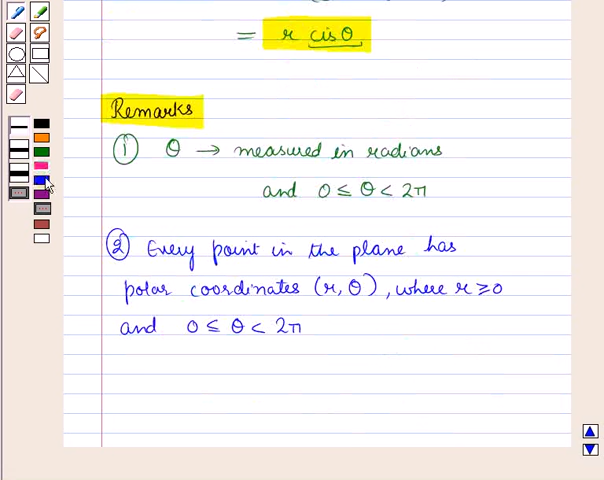 = r cisθ
Remarks
① θ → measured in radians
and 0 ≤ θ < 2π
② Every point in the plane has
polar coordinates (r, θ), where r ≥ 0
and 0 ≤ θ < 2π